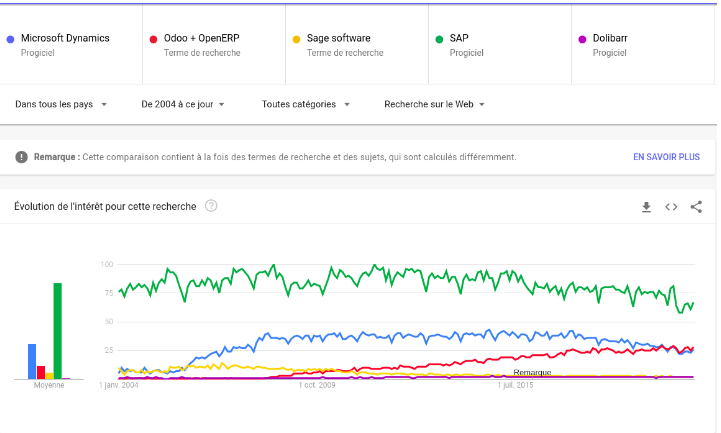 Microsoft Dynamics
Progiciel
Odoo + OpenERP
Terme de recherche
Sage software
Terme de recherche
SAP
Progiciel
Dolibarr
Progiciel
Dans tous les pays
De 2004 à ce jour
Toutes catégories
Recherche sur le Web
Remarque : Cette comparaison contient à la fois des termes de recherche et des sujets, qui sont calculés différemment.
EN SAVOIR PLUS
Évolution de l'intérêt pour cette recherche
100
75
50
25
Remarque
Moyenne
1 janv. 2004
1 oct. 2009
1 juil. 2015